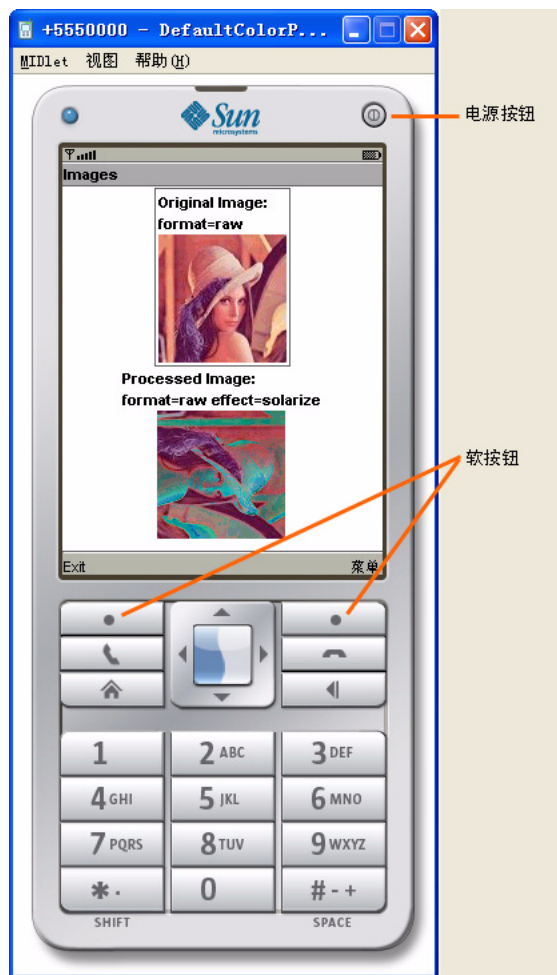 +5550000 - DefaultColorP...
MIDlet 视图 帮助(H)
电源按钮
Sun
microsystems
Images
Original Image:
format=raw
Processed Image:
format=raw effect=solarize
软按钮
Exit 菜单
1 2 ABC 3 DEF
4 GHI 5 JKL 6 MNO
7 PQRS 8 TUV 9 WXYZ
* . 0 # - +
SHIFT SPACE